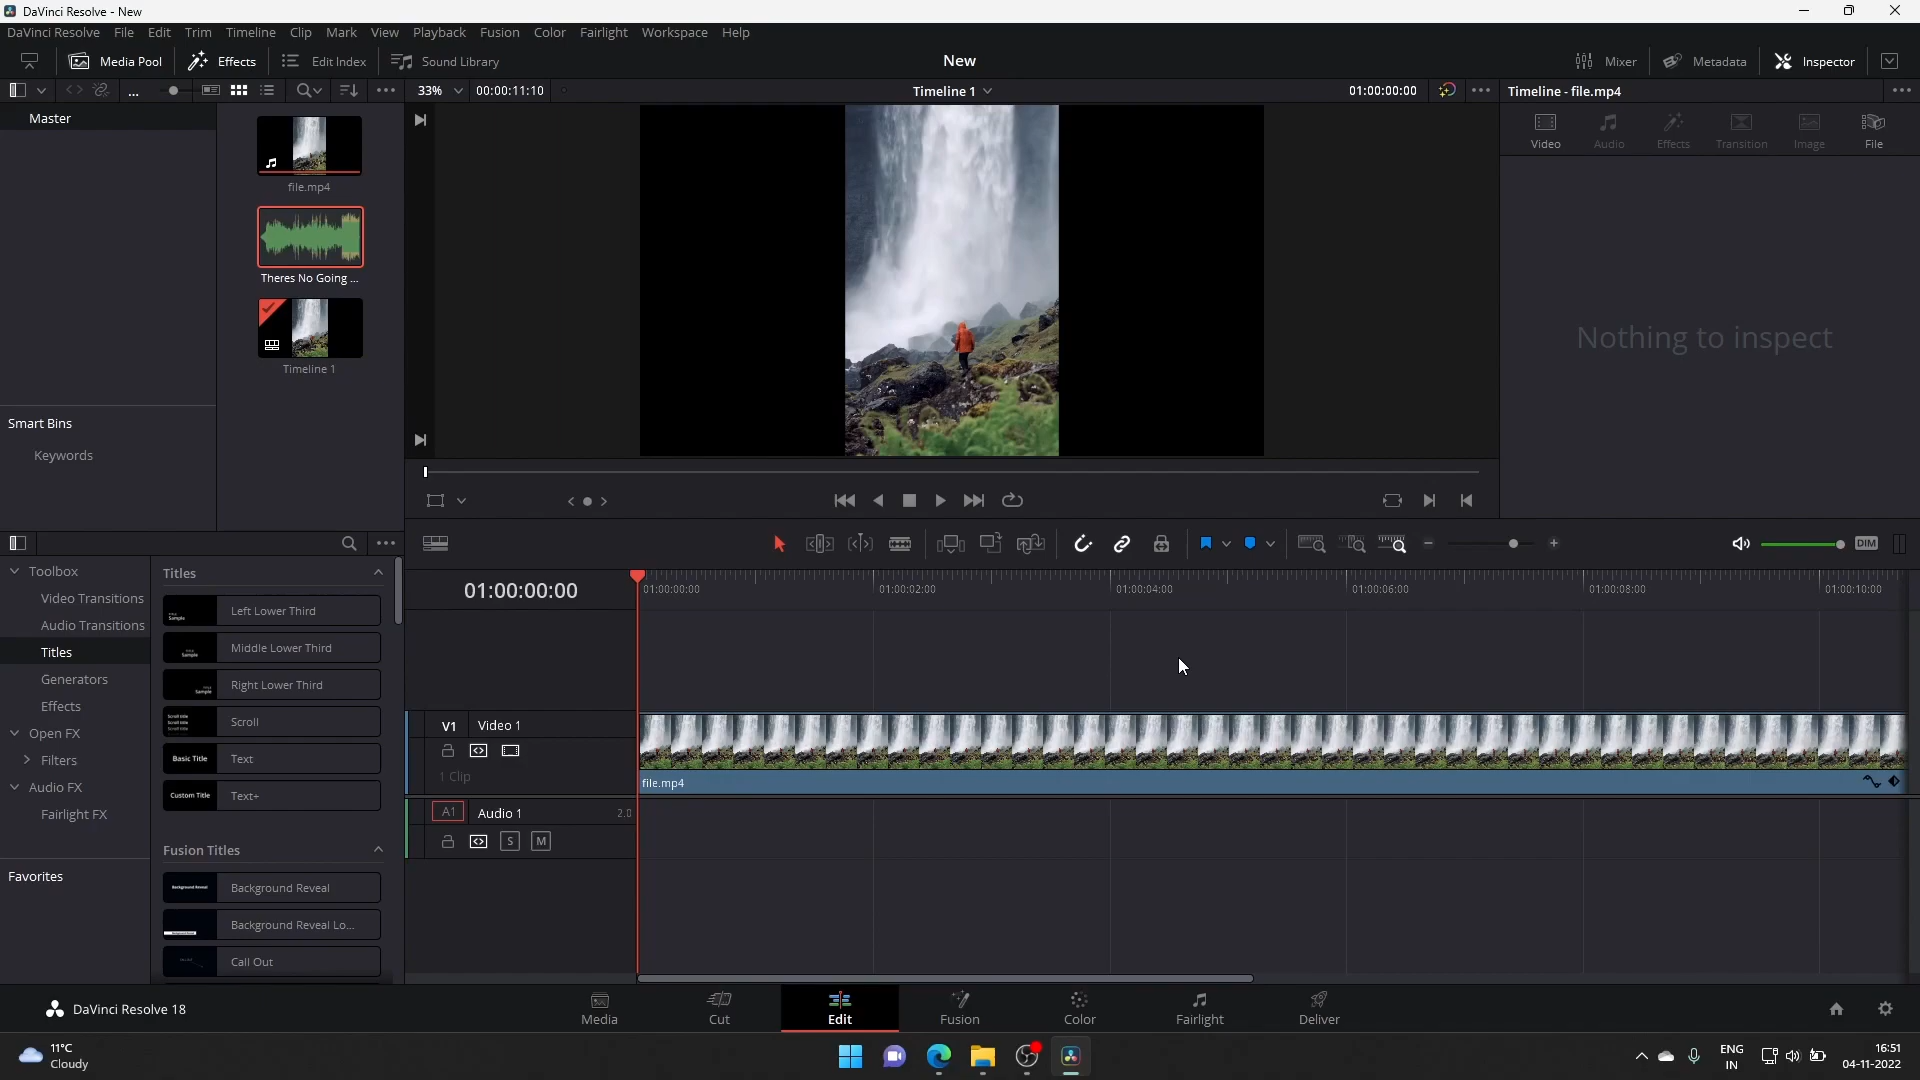 DaVinci Resolve - New
DaVinci Resolve File Edit Trim Timeline Clip Mark View Playback Fusion Color Fairlight Workspace Help
Media Pool Effects Edit Index Sound Library New Mixer Metadata Inspector
33% 00:00:11:10 Timeline 1 01:00:00:00 Timeline - file.mp4
Master
Video Audio Effects Transition Image File
file.mp4
Theres No Going ...
Timeline 1
Nothing to inspect
Smart Bins
Keywords
DIM
Toolbox
Video Transitions
Audio Transitions
Titles
Generators
Effects
Open FX
Filters
Audio FX
Fairlight FX
Favorites
Titles
Left Lower Third
Middle Lower Third
Right Lower Third
Scroll
Basic Title Text
Custom Title Text+
Fusion Titles
Background Reveal Background Reveal
Background Reveal Lo...
Call Out
01:00:00:00
01:00:00:00 01:00:02:00 01:00:04:00 01:00:06:00 01:00:08:00 01:00:10:00
V1 Video 1
1 Clip
file.mp4
A1 Audio 1 2.0
S M
DaVinci Resolve 18
Media Cut Edit Fusion Color Fairlight Deliver
11°C
Cloudy
ENG
IN
16:51
04-11-2022